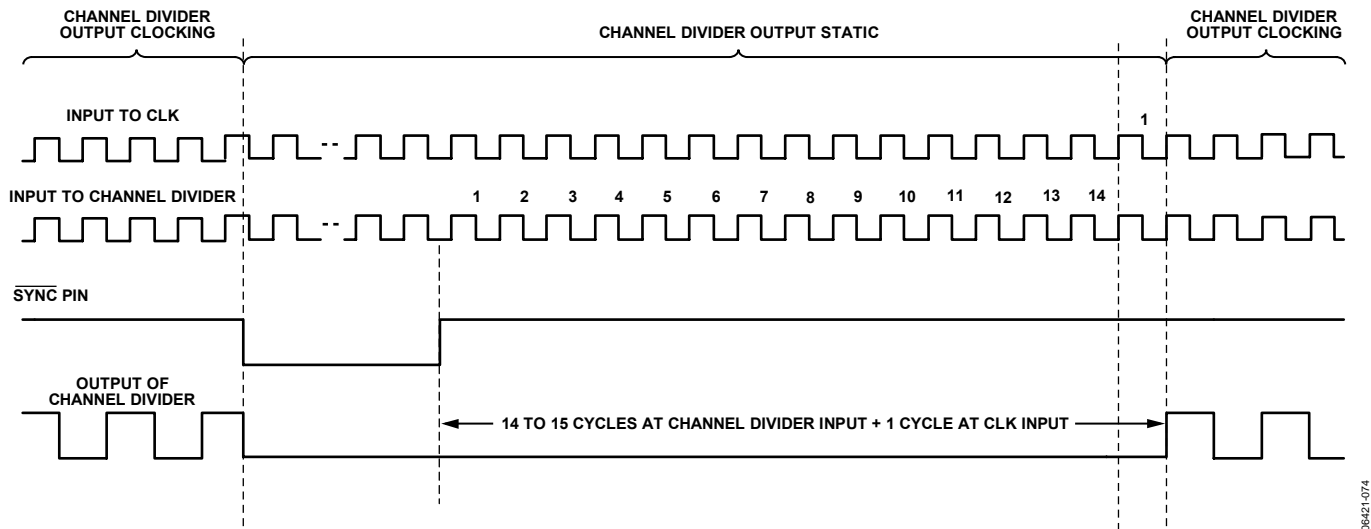 CHANNEL DIVIDER
OUTPUT CLOCKING
CHANNEL DIVIDER OUTPUT STATIC
CHANNEL DIVIDER
OUTPUT CLOCKING
INPUT TO CLK
1
INPUT TO CHANNEL DIVIDER
1 2 3 4 5 6 7 8 9 10 11 12 13 14
SYNC PIN
OUTPUT OF
CHANNEL DIVIDER
14 TO 15 CYCLES AT CHANNEL DIVIDER INPUT + 1 CYCLE AT CLK INPUT
06421-074